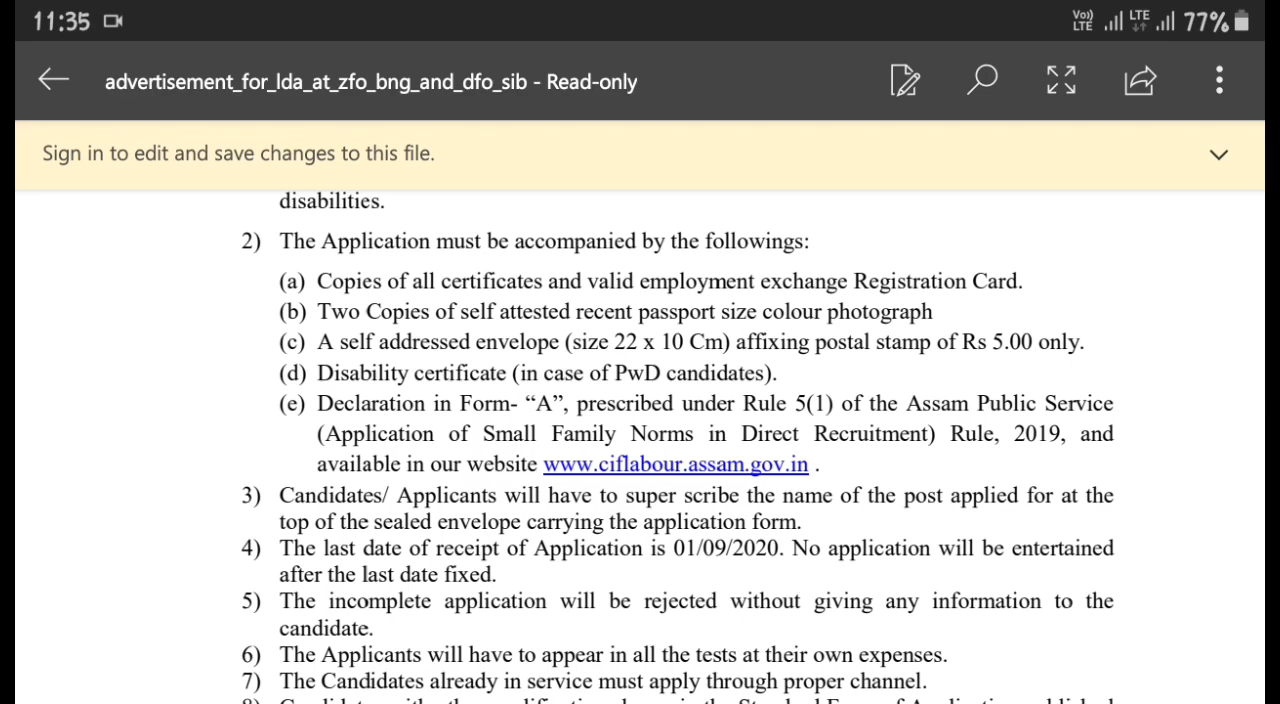 11:35
Vo)) LTE LTE 77%
advertisement_for_lda_at_zfo_bng_and_dfo_sib - Read-only
Sign in to edit and save changes to this file.
disabilities.
2) The Application must be accompanied by the followings:
(a) Copies of all certificates and valid employment exchange Registration Card.
(b) Two Copies of self attested recent passport size colour photograph
(c) A self addressed envelope (size 22 x 10 Cm) affixing postal stamp of Rs 5.00 only.
(d) Disability certificate (in case of PwD candidates).
(e) Declaration in Form- “A”, prescribed under Rule 5(1) of the Assam Public Service
(Application of Small Family Norms in Direct Recruitment) Rule, 2019, and
available in our website www.ciflabour.assam.gov.in .
3) Candidates/ Applicants will have to super scribe the name of the post applied for at the
top of the sealed envelope carrying the application form.
4) The last date of receipt of Application is 01/09/2020. No application will be entertained
after the last date fixed.
5) The incomplete application will be rejected without giving any information to the
candidate.
6) The Applicants will have to appear in all the tests at their own expenses.
7) The Candidates already in service must apply through proper channel.